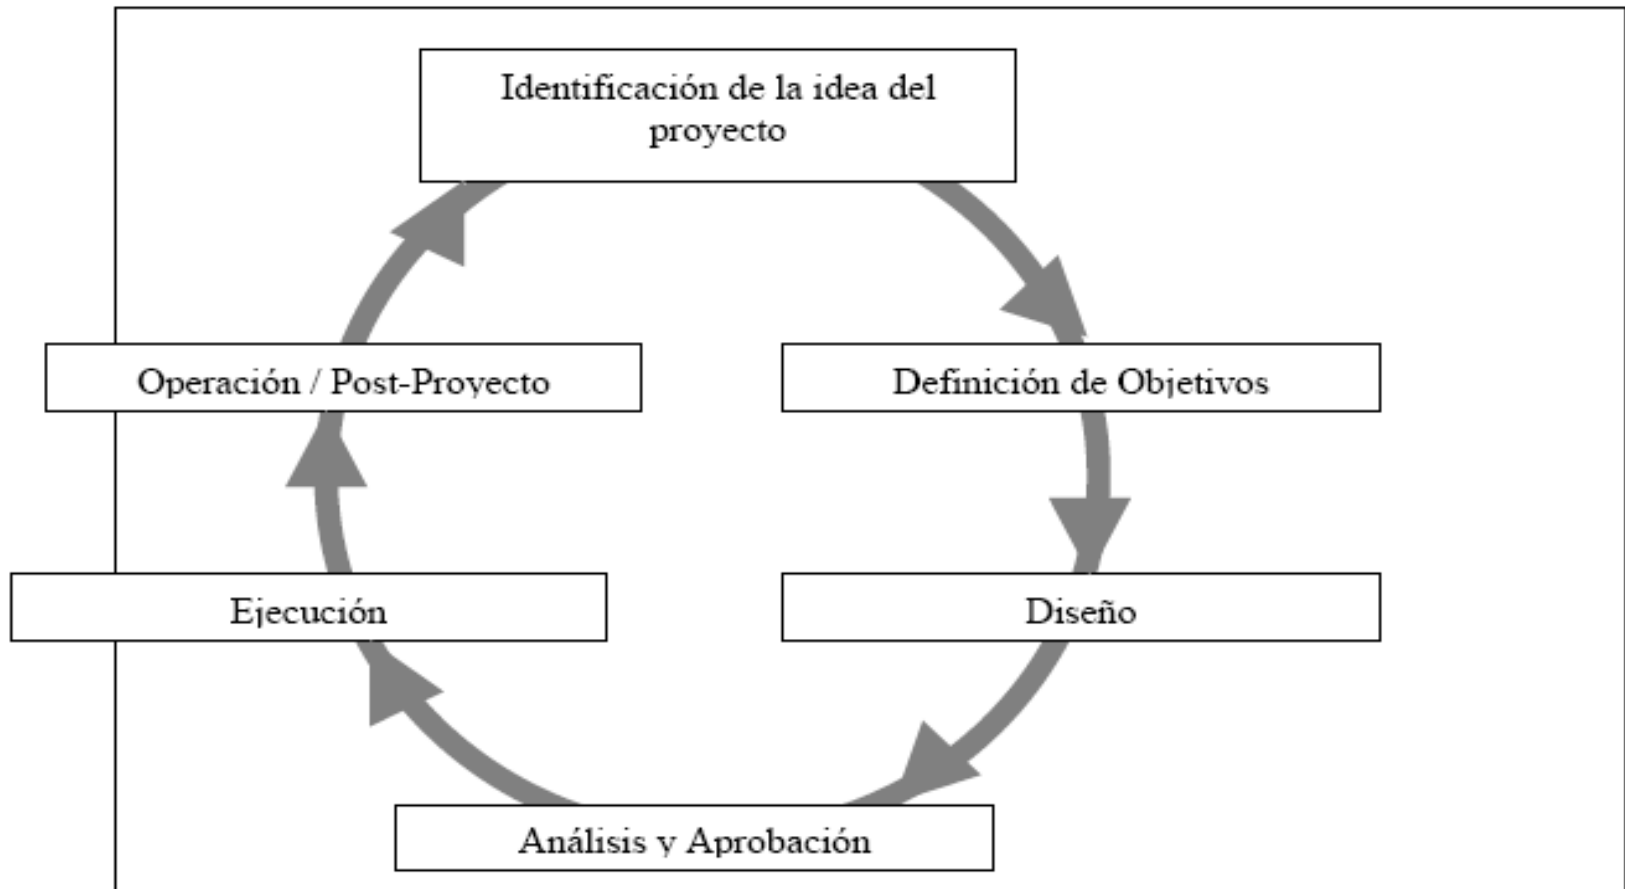 Identificación de la idea del
proyecto
Operación / Post-Proyecto
Definición de Objetivos
Ejecución
Diseño
Análisis y Aprobación